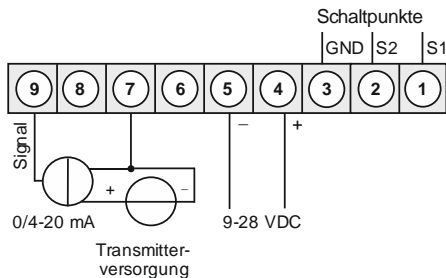 Schaltpunkte
GND S2 S1
9 8 7 6 5 4 3 2 1
Signal
− +
+ −
0/4-20 mA
9-28 VDC
Transmitter-
versorgung